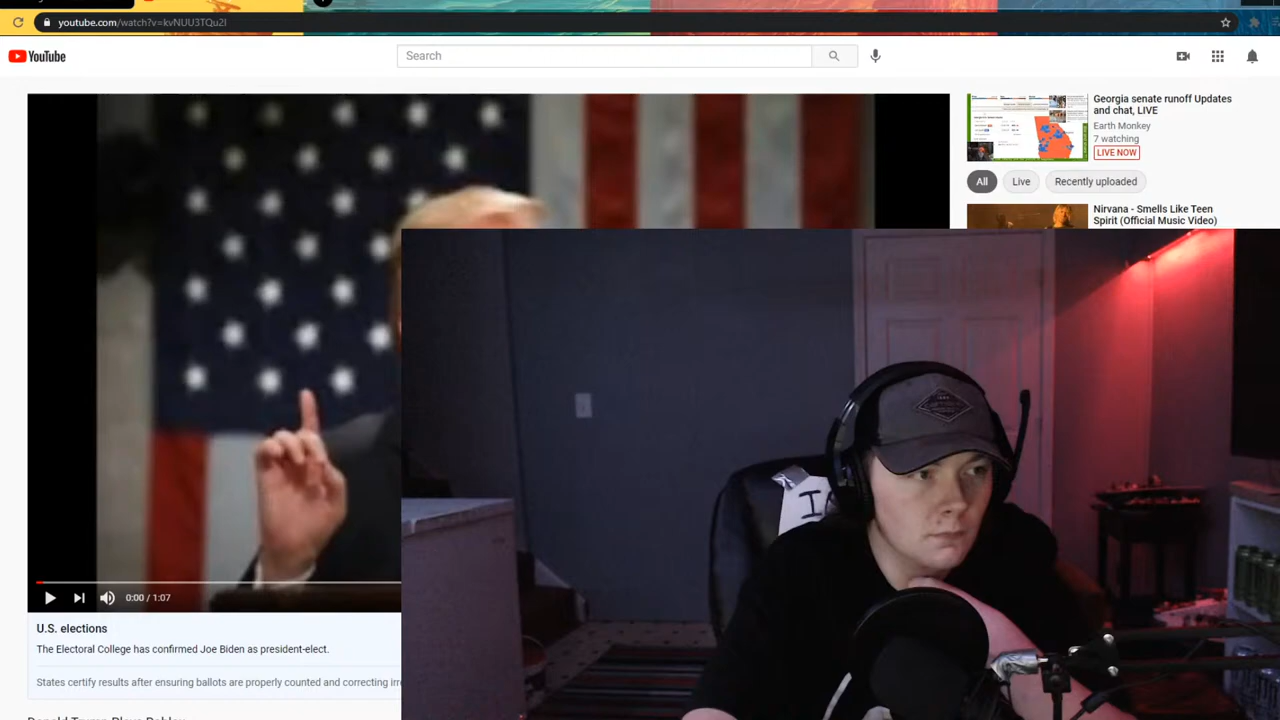 youtube.com/watch?v=kvNUU3TQu2I
YouTube
Search
Georgia senate runoff Updates
and chat, LIVE
Earth Monkey
7 watching
LIVE NOW
All
Live
Recently uploaded
Nirvana - Smells Like Teen
Spirit (Official Music Video)
0:00 / 1:07
U.S. elections
The Electoral College has confirmed Joe Biden as president-elect.
States certify results after ensuring ballots are properly counted and correcting